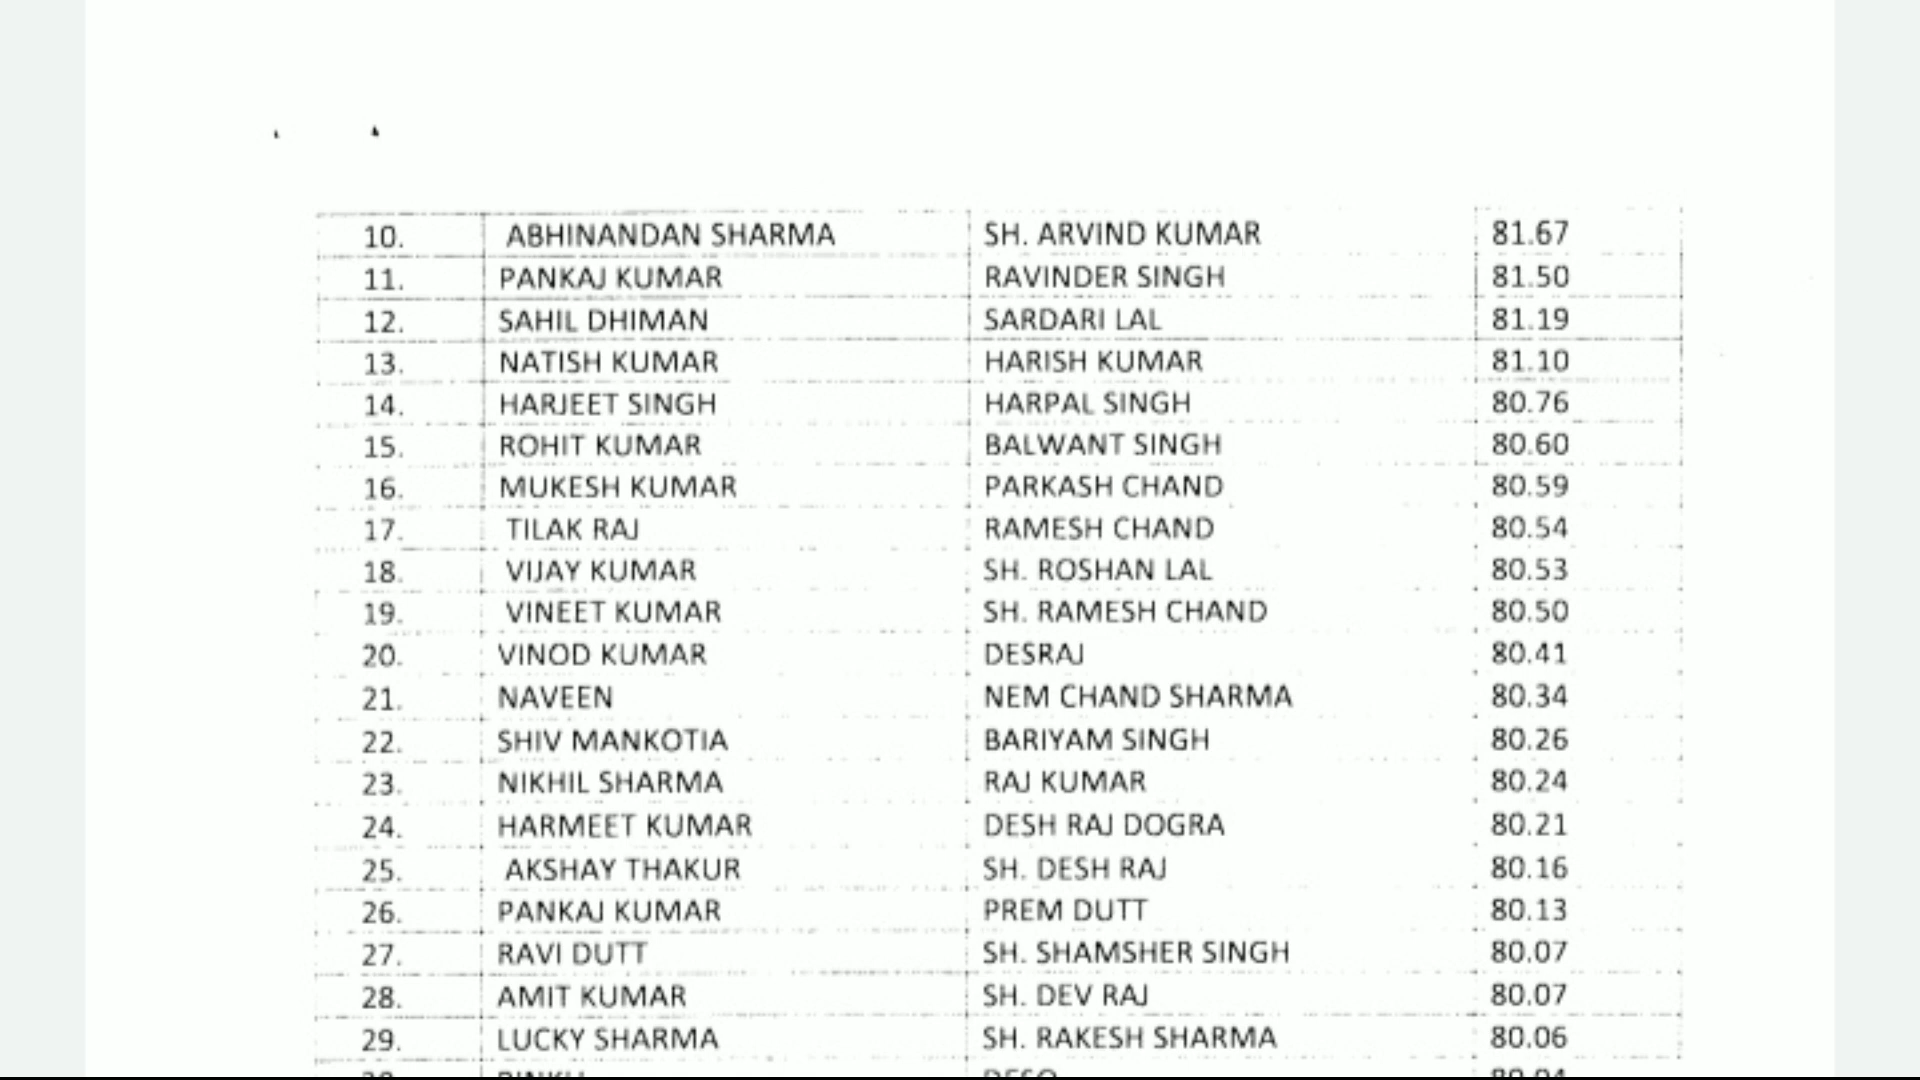 10. ABHINANDAN SHARMA SH. ARVIND KUMAR 81.67
11. PANKAJ KUMAR RAVINDER SINGH 81.50
12. SAHIL DHIMAN SARDARI LAL 81.19
13. NATISH KUMAR HARISH KUMAR 81.10
14. HARJEET SINGH HARPAL SINGH 80.76
15. ROHIT KUMAR BALWANT SINGH 80.60
16. MUKESH KUMAR PARKASH CHAND 80.59
17. TILAK RAJ RAMESH CHAND 80.54
18. VIJAY KUMAR SH. ROSHAN LAL 80.53
19. VINEET KUMAR SH. RAMESH CHAND 80.50
20. VINOD KUMAR DESRAJ 80.41
21. NAVEEN NEM CHAND SHARMA 80.34
22. SHIV MANKOTIA BARIYAM SINGH 80.26
23. NIKHIL SHARMA RAJ KUMAR 80.24
24. HARMEET KUMAR DESH RAJ DOGRA 80.21
25. AKSHAY THAKUR SH. DESH RAJ 80.16
26. PANKAJ KUMAR PREM DUTT 80.13
27. RAVI DUTT SH. SHAMSHER SINGH 80.07
28. AMIT KUMAR SH. DEV RAJ 80.07
29. LUCKY SHARMA SH. RAKESH SHARMA 80.06